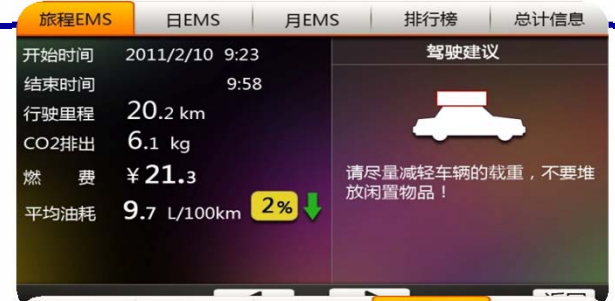 旅程EMS 日EMS 月EMS 排行榜 总计信息
开始时间 2011/2/10 9:23
结束时间 9:58
行驶里程 20.2 km
CO2排出 6.1 kg
燃 费 ￥21.3
平均油耗 9.7 L/100km 2%
驾驶建议
请尽量减轻车辆的载重，不要堆
放闲置物品！